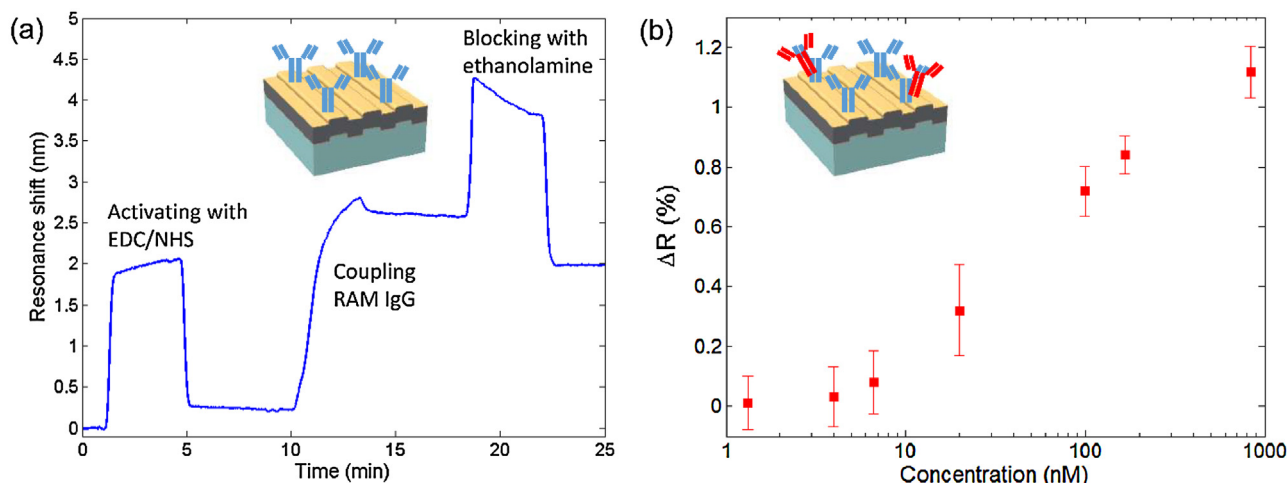 (a)
Resonance shift (nm)
5
4.5
4
3.5
3
2.5
2
1.5
1
0.5
0
Activating with
EDC/NHS
Coupling
RAM IgG
Blocking with
ethanolamine
0 5 10 15 20 25
Time (min)
(b)
ΔR (%)
1.2
1
0.8
0.6
0.4
0.2
0
1 10 100 1000
Concentration (nM)